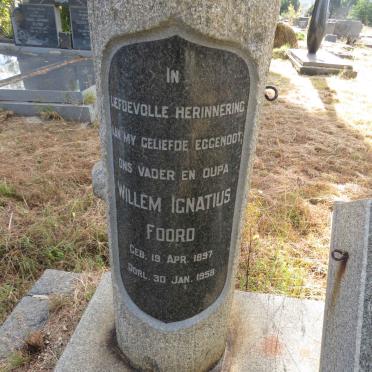 IN
LIEFDEVOLLE HERINNERING
AAN MY GELIEFDE EGGENOOT,
ONS VADER EN OUPA
WILLEM IGNATIUS
FOORD
GEB. 19 APR. 1897
OORL. 30 JAN. 1958